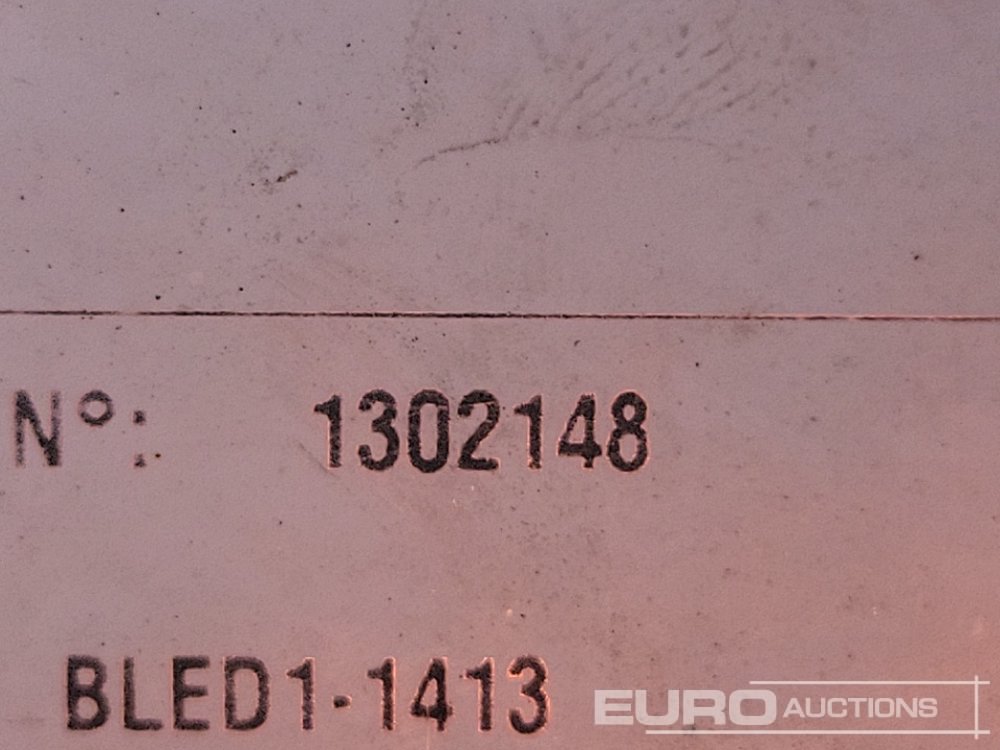 N°: 1302148
BLED1-1413
EURO AUCTIONS